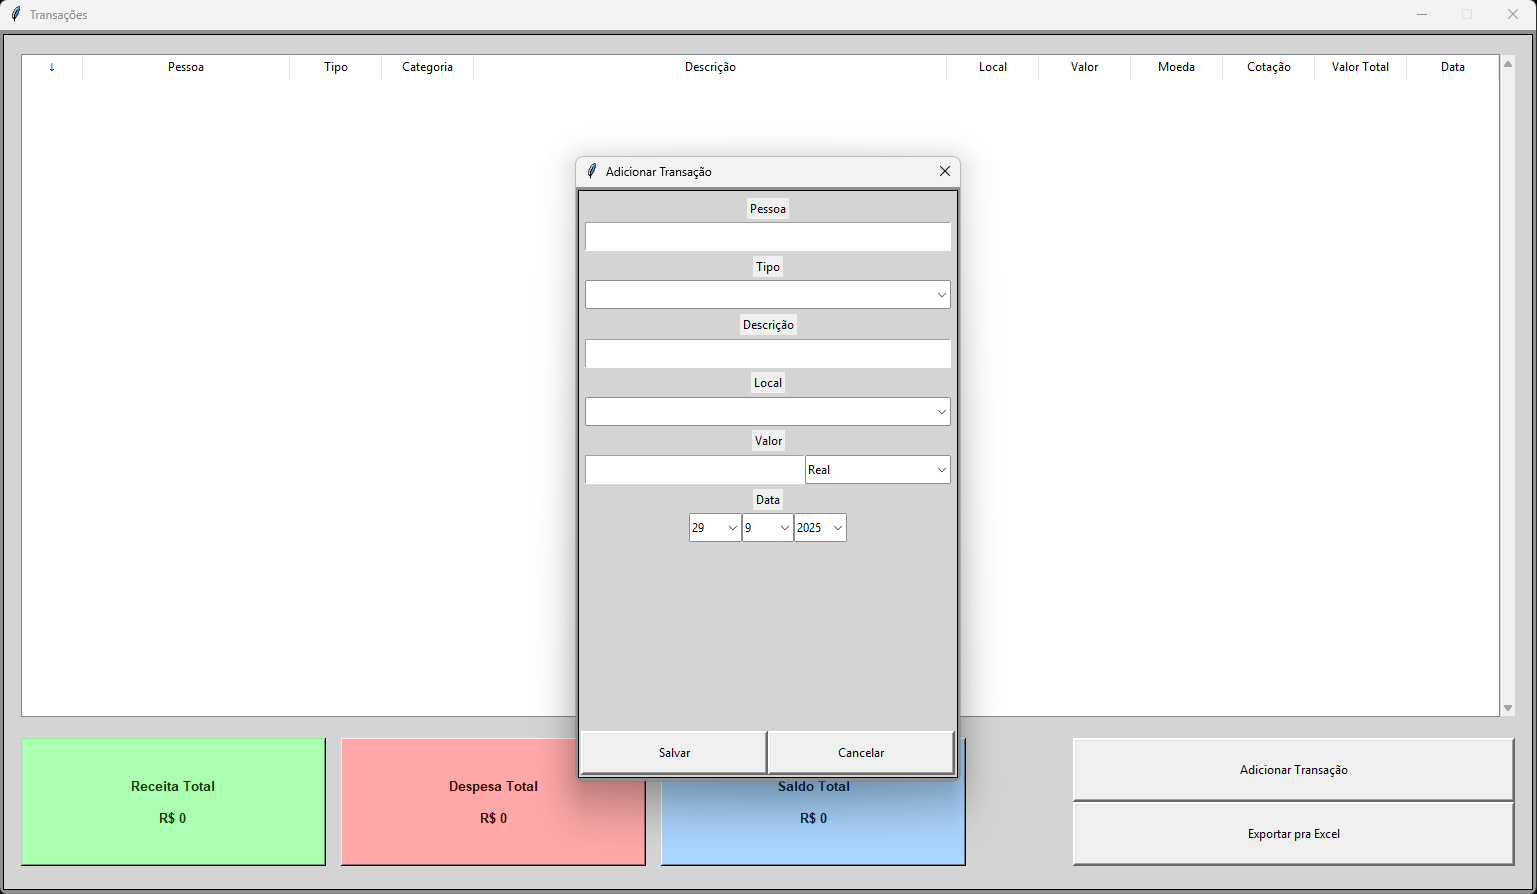 Transações
↓ Pessoa Tipo Categoria Descrição Local Valor Moeda Cotação Valor Total Data
Adicionar Transação
Pessoa
Tipo
Descrição
Local
Valor
Real
Data
29 9 2025
Salvar Cancelar
Receita Total
R$ 0
Despesa Total
R$ 0
Saldo Total
R$ 0
Adicionar Transação
Exportar pra Excel